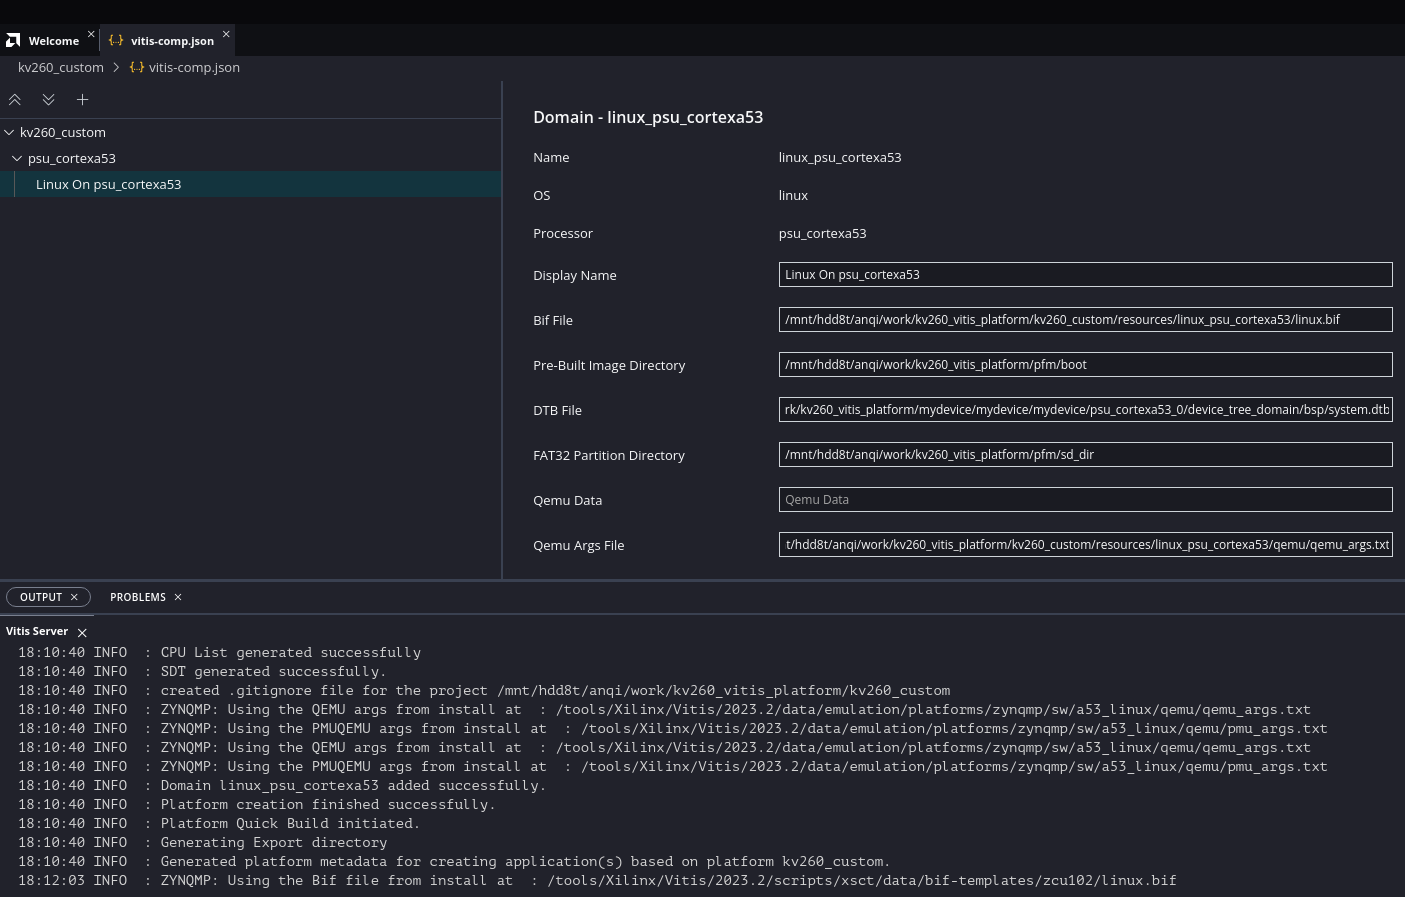 Welcome
{..} vitis-comp.json
kv260_custom > {..} vitis-comp.json
kv260_custom
psu_cortexa53
Linux On psu_cortexa53
Domain - linux_psu_cortexa53
Name linux_psu_cortexa53
OS linux
Processor psu_cortexa53
Display Name Linux On psu_cortexa53
Bif File /mnt/hdd8t/anqi/work/kv260_vitis_platform/kv260_custom/resources/linux_psu_cortexa53/linux.bif
Pre-Built Image Directory /mnt/hdd8t/anqi/work/kv260_vitis_platform/pfm/boot
DTB File rk/kv260_vitis_platform/mydevice/mydevice/mydevice/psu_cortexa53_0/device_tree_domain/bsp/system.dtb
FAT32 Partition Directory /mnt/hdd8t/anqi/work/kv260_vitis_platform/pfm/sd_dir
Qemu Data Qemu Data
Qemu Args File t/hdd8t/anqi/work/kv260_vitis_platform/kv260_custom/resources/linux_psu_cortexa53/qemu/qemu_args.txt
OUTPUT
PROBLEMS
Vitis Server
18:10:40 INFO  : CPU List generated successfully
18:10:40 INFO  : SDT generated successfully.
18:10:40 INFO  : created .gitignore file for the project /mnt/hdd8t/anqi/work/kv260_vitis_platform/kv260_custom
18:10:40 INFO  : ZYNQMP: Using the QEMU args from install at  : /tools/Xilinx/Vitis/2023.2/data/emulation/platforms/zynqmp/sw/a53_linux/qemu/qemu_args.txt
18:10:40 INFO  : ZYNQMP: Using the PMUQEMU args from install at  : /tools/Xilinx/Vitis/2023.2/data/emulation/platforms/zynqmp/sw/a53_linux/qemu/pmu_args.txt
18:10:40 INFO  : ZYNQMP: Using the QEMU args from install at  : /tools/Xilinx/Vitis/2023.2/data/emulation/platforms/zynqmp/sw/a53_linux/qemu/qemu_args.txt
18:10:40 INFO  : ZYNQMP: Using the PMUQEMU args from install at  : /tools/Xilinx/Vitis/2023.2/data/emulation/platforms/zynqmp/sw/a53_linux/qemu/pmu_args.txt
18:10:40 INFO  : Domain linux_psu_cortexa53 added successfully.
18:10:40 INFO  : Platform creation finished successfully.
18:10:40 INFO  : Platform Quick Build initiated.
18:10:40 INFO  : Generating Export directory
18:10:40 INFO  : Generated platform metadata for creating application(s) based on platform kv260_custom.
18:12:03 INFO  : ZYNQMP: Using the Bif file from install at  : /tools/Xilinx/Vitis/2023.2/scripts/xsct/data/bif-templates/zcu102/linux.bif